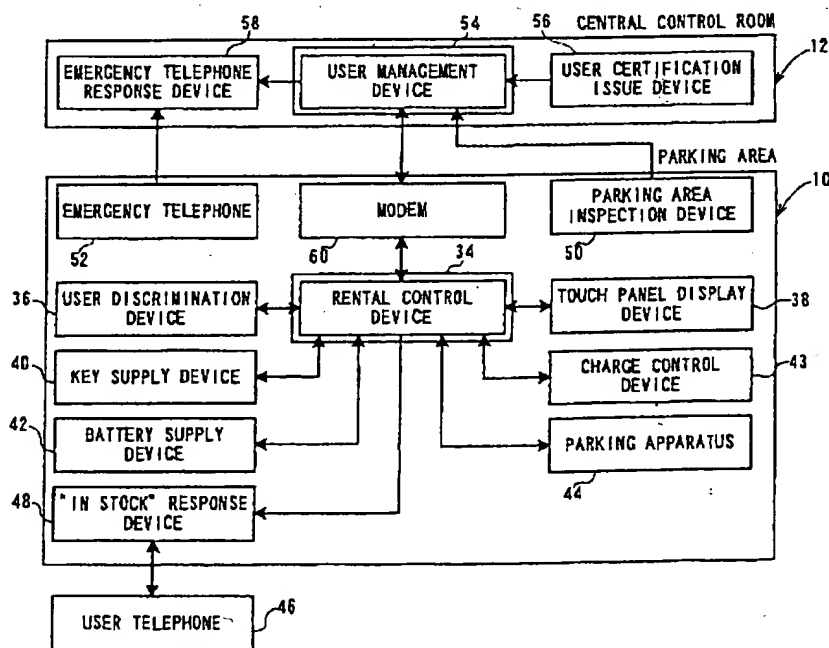 CENTRAL CONTROL ROOM
58
54
56
12
EMERGENCY TELEPHONE
RESPONSE DEVICE
USER MANAGEMENT
DEVICE
USER CERTIFICATION
ISSUE DEVICE
PARKING AREA
10
EMERGENCY TELEPHONE
52
MODEM
60
PARKING AREA
INSPECTION DEVICE
50
34
36
USER DISCRIMINATION
DEVICE
RENTAL CONTROL
DEVICE
TOUCH PANEL DISPLAY
DEVICE
38
40
KEY SUPPLY DEVICE
CHARGE CONTROL
DEVICE
43
42
BATTERY SUPPLY
DEVICE
PARKING APPARATUS
44
48
"IN STOCK" RESPONSE
DEVICE
USER TELEPHONE
46